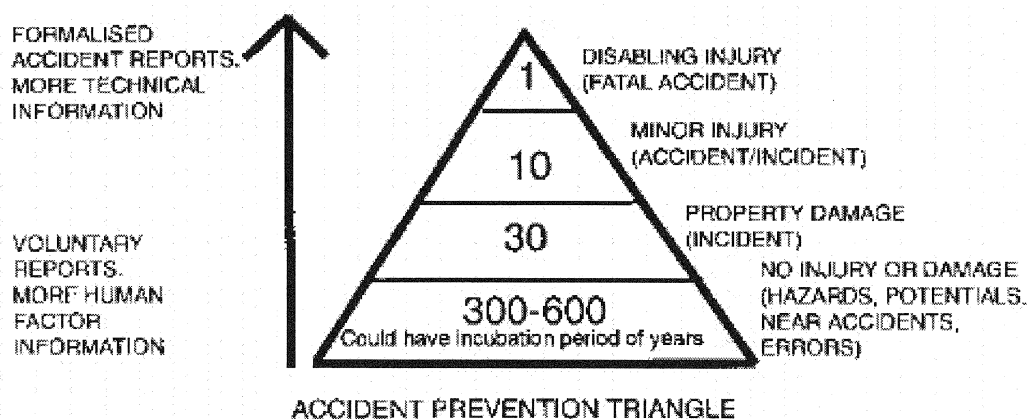 FORMALISED
ACCIDENT REPORTS.
MORE TECHNICAL
INFORMATION
VOLUNTARY
REPORTS.
MORE HUMAN
FACTOR
INFORMATION
1
10
30
300-600
Could have incubation period of years
DISABLING INJURY
(FATAL ACCIDENT)
MINOR INJURY
(ACCIDENT/INCIDENT)
PROPERTY DAMAGE
(INCIDENT)
NO INJURY OR DAMAGE
(HAZARDS, POTENTIALS.
NEAR ACCIDENTS,
ERRORS)
ACCIDENT PREVENTION TRIANGLE